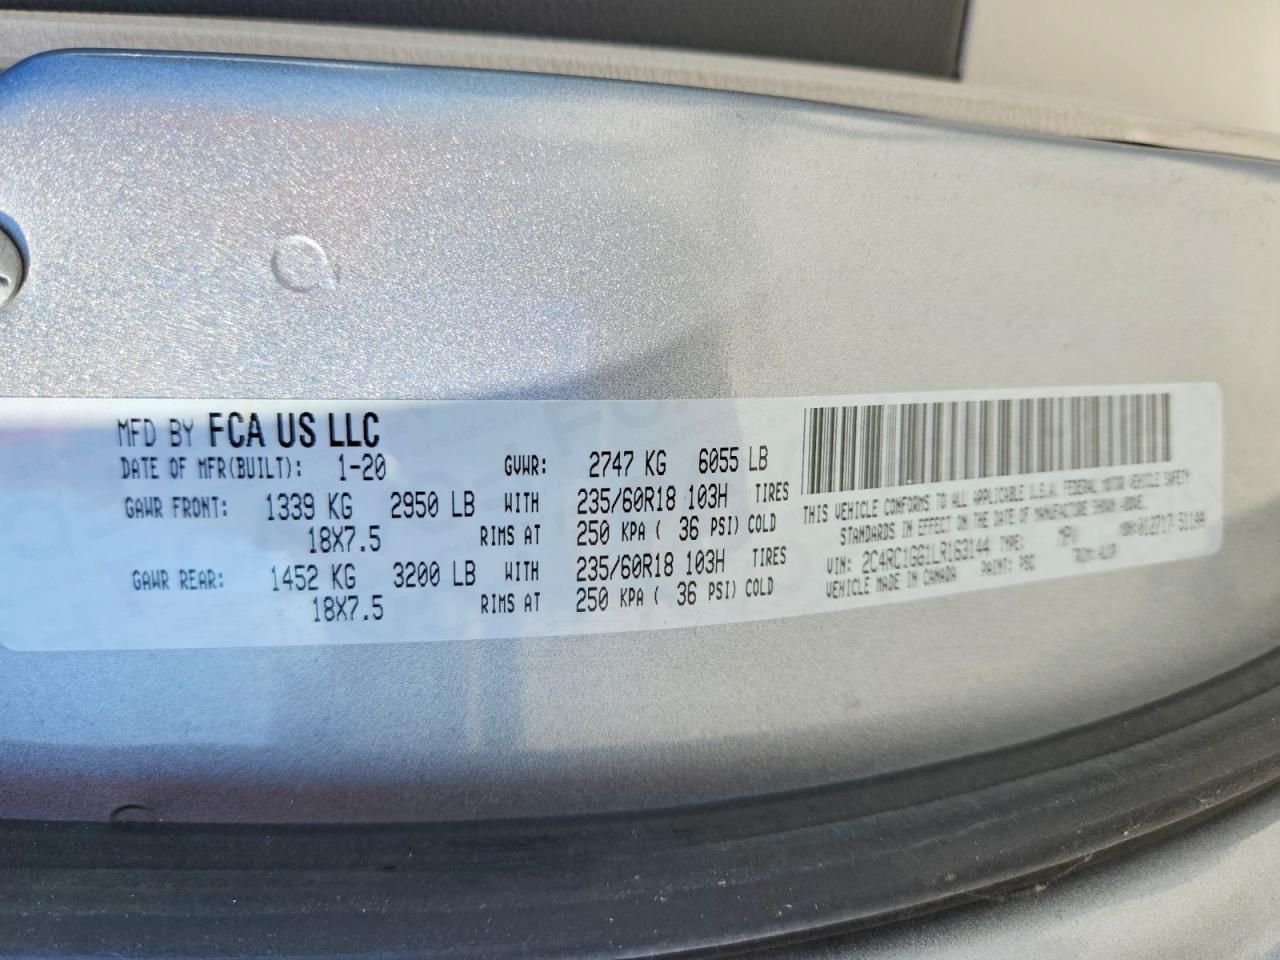 MFD BY FCA US LLC
DATE OF MFR(BUILT): 1-20 GVWR: 2747 KG 6055 LB
GAWR FRONT: 1339 KG 2950 LB WITH 235/60R18 103H TIRES
18X7.5 RIMS AT 250 KPA ( 36 PSI) COLD
GAWR REAR: 1452 KG 3200 LB WITH 235/60R18 103H TIRES
18X7.5 RIMS AT 250 KPA ( 36 PSI) COLD
THIS VEHICLE CONFORMS TO ALL APPLICABLE U.S.A. FEDERAL MOTOR VEHICLE SAFETY
STANDARDS IN EFFECT ON THE DATE OF MANUFACTURE SHOWN ABOVE.
VIN: 2C4RC1GG1LR163144 TYPE: MPV
VEHICLE MADE IN CANADA PAINT: PSC TRIM: